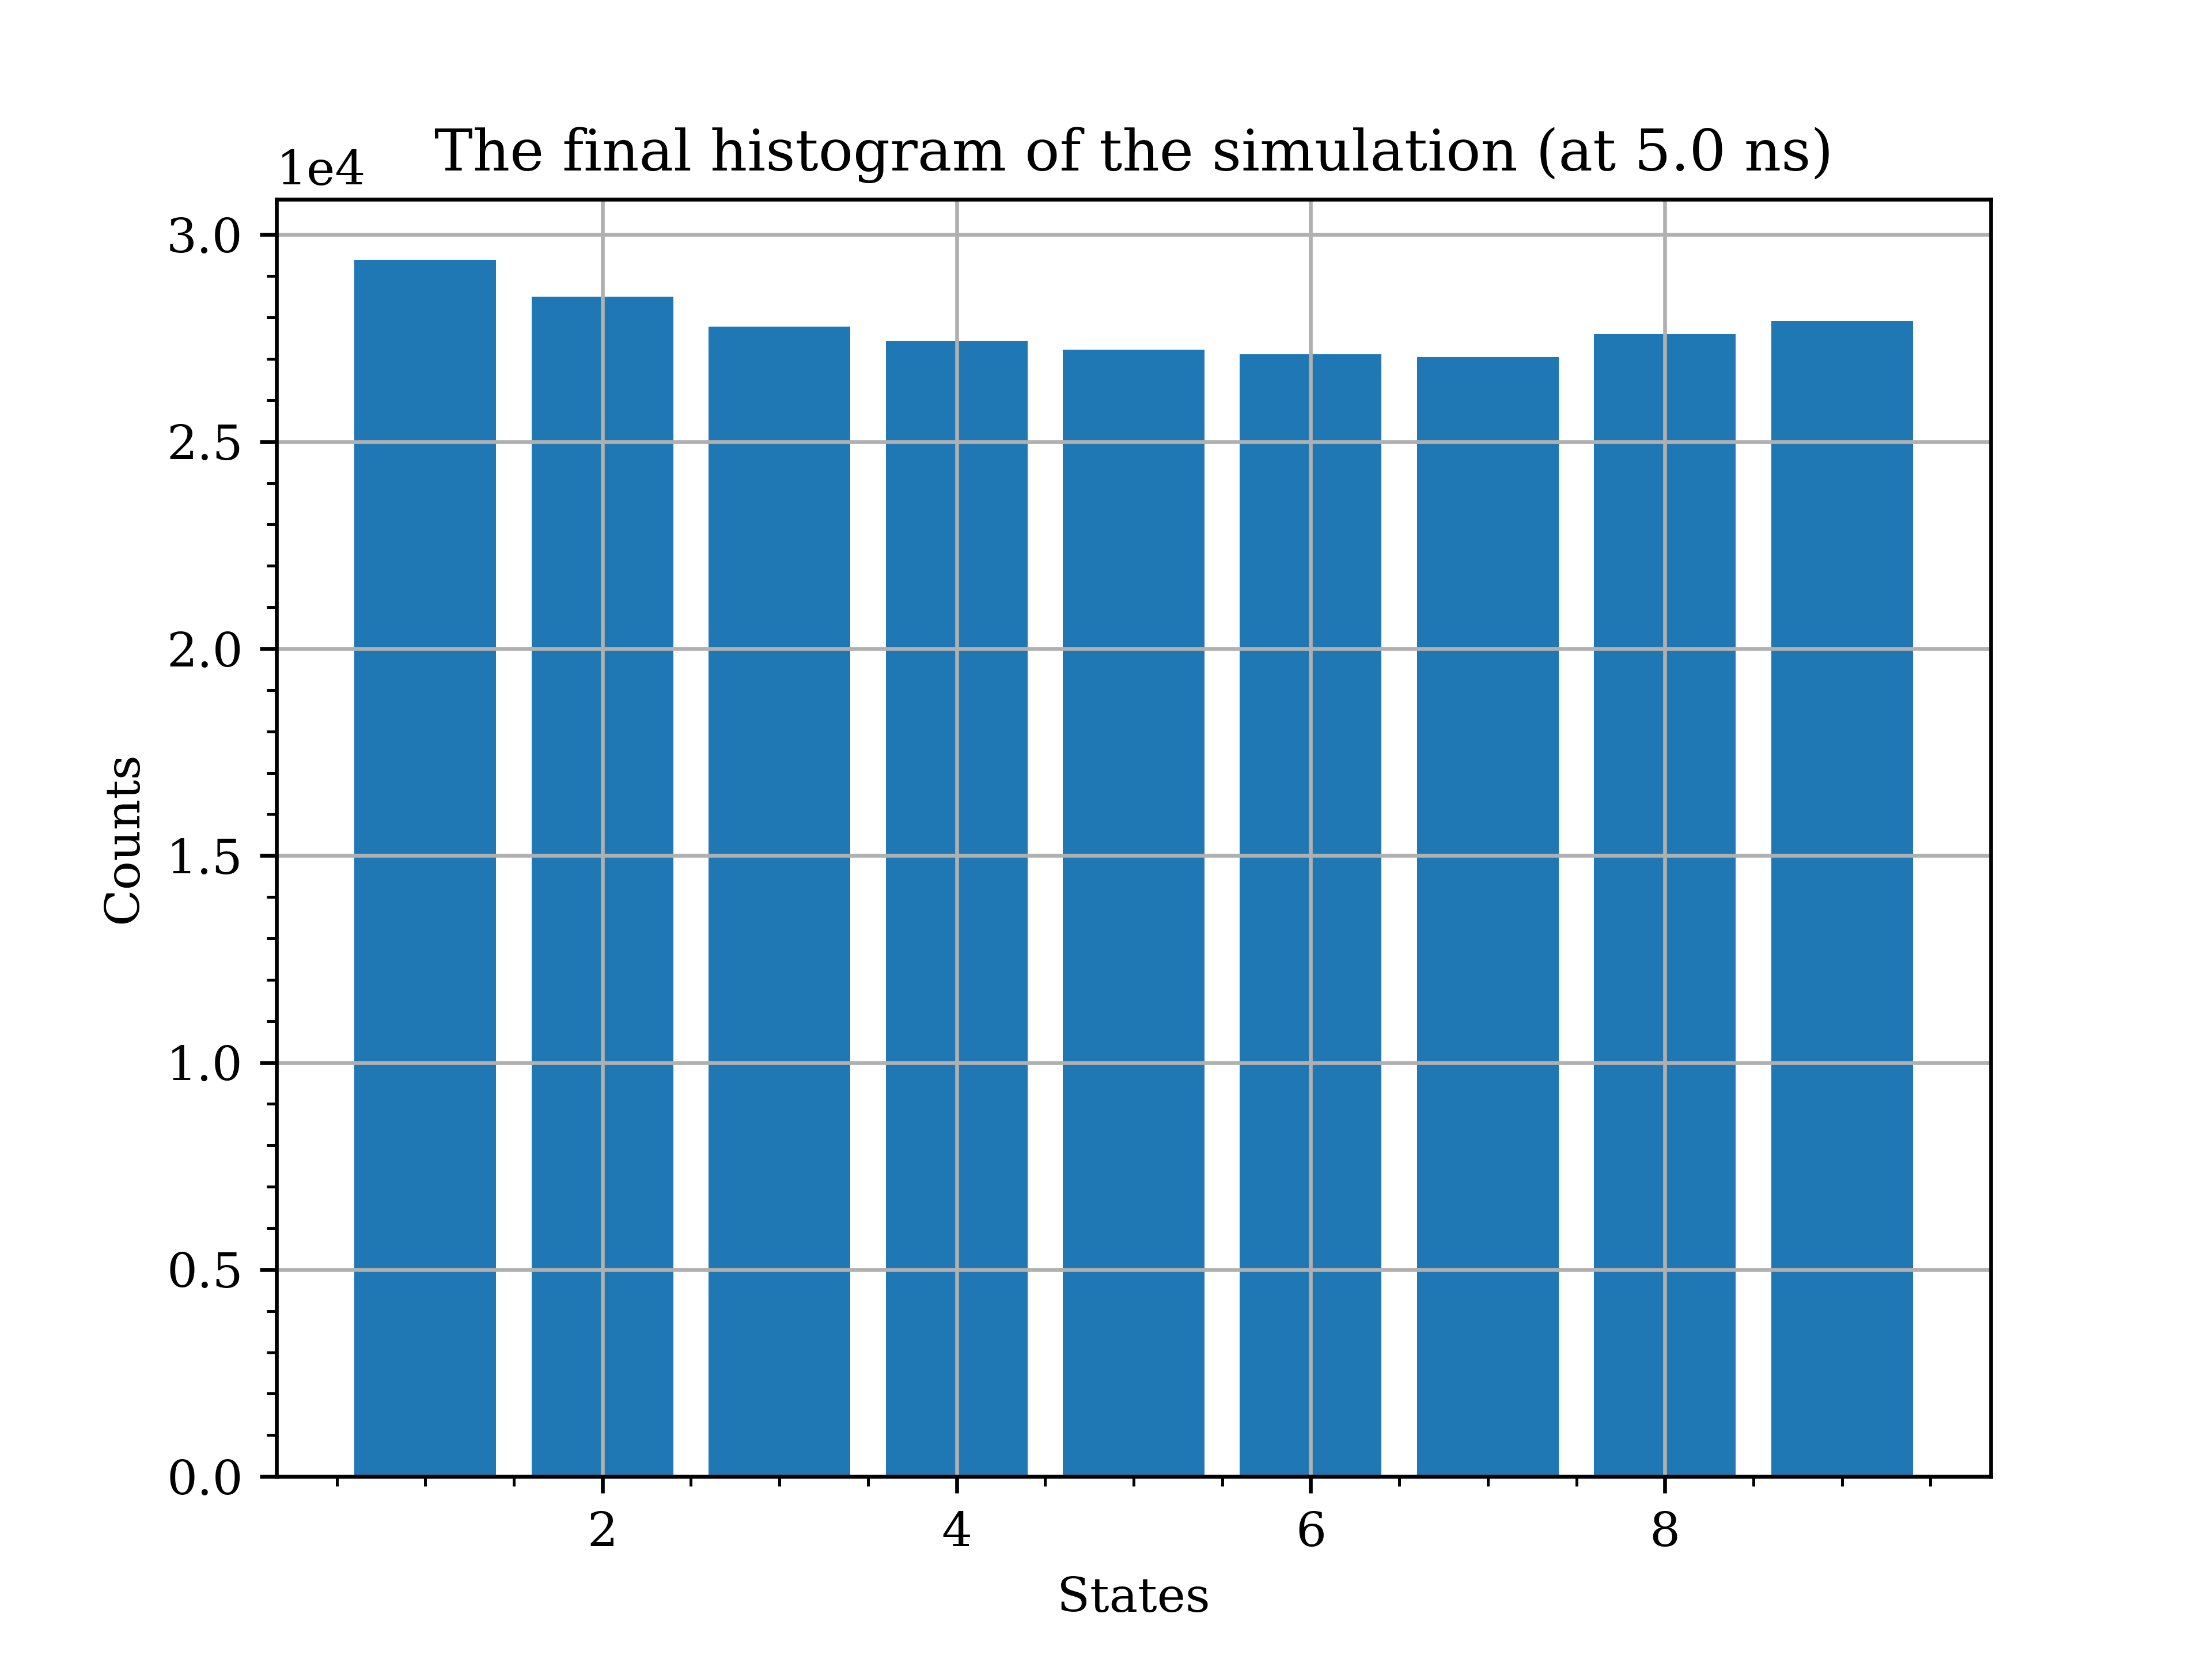 The final histogram of the simulation (at 5.0 ns)
1e4
3.0
2.5
2.0
1.5
1.0
0.5
0.0
Counts
2 4 6 8
States